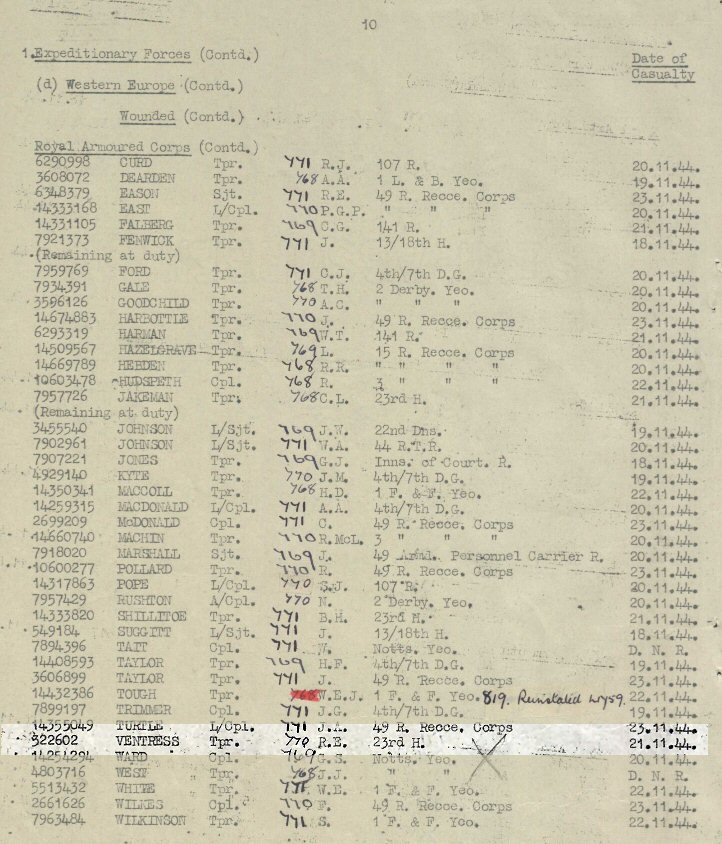 10
1. Expeditionary Forces (Contd.)
Date of
Casualty
(d) Western Europe (Contd.)
Wounded (Contd.)
Royal Armoured Corps (Contd.)
6290998 CURD Tpr. 771 R.J. 107 R. 20.11.44.
3608072 DEARDEN Tpr. 768 A.A. 1 L. & B. Yeo. 19.11.44.
6348379 EASON Sjt. 771 R.E. 49 R. Recce. Corps 23.11.44.
14333168 EAST L/Cpl. 770 P.G.P. " " " 20.11.44.
14331105 FALBERG Tpr. 769 C.G. 141 R. 21.11.44.
7921373 FENWICK Tpr. 771 J. 13/18th H. 18.11.44.
(Remaining at duty)
7959769 FORD Tpr. 771 C.J. 4th/7th D.G. 20.11.44.
7934391 GALE Tpr. 768 T.H. 2 Derby. Yeo. 20.11.44.
3596126 GOODCHILD Tpr. 770 A.C. " " " 20.11.44.
14674883 HARBOTTLE Tpr. 770 J. 49 R. Recce. Corps 23.11.44.
6293319 HARMAN Tpr. 769 W.T. 141 R. 21.11.44.
14509567 HAZELGRAVE Tpr. 769 L. 15 R. Recce. Corps 20.11.44.
14669789 HEBDEN Tpr. 768 R.R. " " " " 20.11.44.
10603478 HUDSPETH Cpl. 768 R. 3 " " " 22.11.44.
7957726 JAKEMAN Tpr. 768 C.L. 23rd H. 21.11.44.
(Remaining at duty)
3455540 JOHNSON L/Sjt. 769 J.W. 22nd Dns. 19.11.44.
7902961 JOHNSON L/Sjt. 771 W.A. 44 R.T.R. 20.11.44.
7907221 JONES Tpr. 769 G.J. Inns. of Court. R. 18.11.44.
4929140 KYTE Tpr. 770 J.M. 4th/7th D.G. 19.11.44.
14350341 MACCOLL Tpr. 768 H.D. 1 F. & F. Yeo. 22.11.44.
14259315 MACDONALD L/Cpl. 771 A.A. 4th/7th D.G. 20.11.44.
2699209 McDONALD Cpl. 771 C. 49 R. Recce. Corps 23.11.44.
14660740 MACHIN Tpr. 770 R.McL. 3 " " " 20.11.44.
7918020 MARSHALL Sjt. 769 J. 49 Armd. Personnel Carrier R. 20.11.44.
10600277 POLLARD Tpr. 770 R. 49 R. Recce. Corps 23.11.44.
14317863 POPE L/Cpl. 770 S.J. 107 R. 20.11.44.
7957429 RUSHTON A/Cpl. 770 N. 2 Derby. Yeo. 20.11.44.
14333820 SHILLITOE Tpr. 771 B.H. 23rd H. 21.11.44.
549184 SUGGITT L/Sjt. 771 J. 13/18th H. 18.11.44.
7894396 TAIT Cpl. 771 W. Notts. Yeo. D. N. R.
14408593 TAYLOR Tpr. 769 H.F. 4th/7th D.G. 19.11.44.
3606899 TAYLOR Tpr. 771 J. 49 R. Recce. Corps 23.11.44.
14432386 TOUGH Tpr. 768 W.E.J. 1 F. & F. Yeo. 819. Reinstated 22.11.44.
7899197 TRIMMER Cpl. 771 J.G. 4th/7th D.G. 19.11.44.
14355049 TURTLE L/Cpl. 771 J.A. 49 R. Recce. Corps 23.11.44.
322602 VENTRESS Tpr. 770 R.E. 23rd H. 21.11.44.
14254294 WARD Cpl. 769 G.S. Notts. Yeo. 20.11.44.
4803716 WEST Tpr. 768 J.J. " " D. N. R.
5513432 WHITE Tpr. 771 W.E. 1 F. & F. Yeo. 22.11.44.
2661626 WILKES Cpl. 770 F. 49 R. Recce. Corps 23.11.44.
7963484 WILKINSON Tpr. 771 S. 1 F. & F. Yeo. 22.11.44.